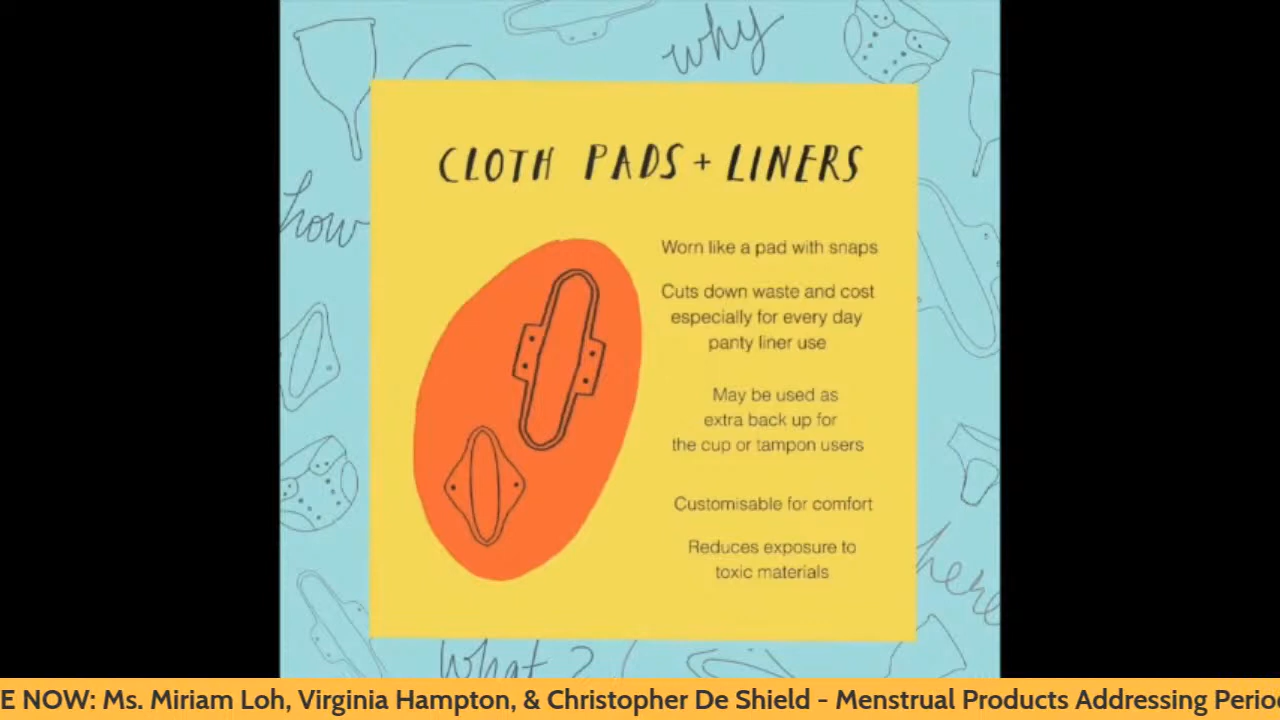 why
CLOTH PADS + LINERS
how
Worn like a pad with snaps
Cuts down waste and cost
especially for every day
panty liner use
May be used as
extra back up for
the cup or tampon users
Customisable for comfort
Reduces exposure to
toxic materials
here
What?
E NOW: Ms. Miriam Loh, Virginia Hampton, & Christopher De Shield - Menstrual Products Addressing Perio